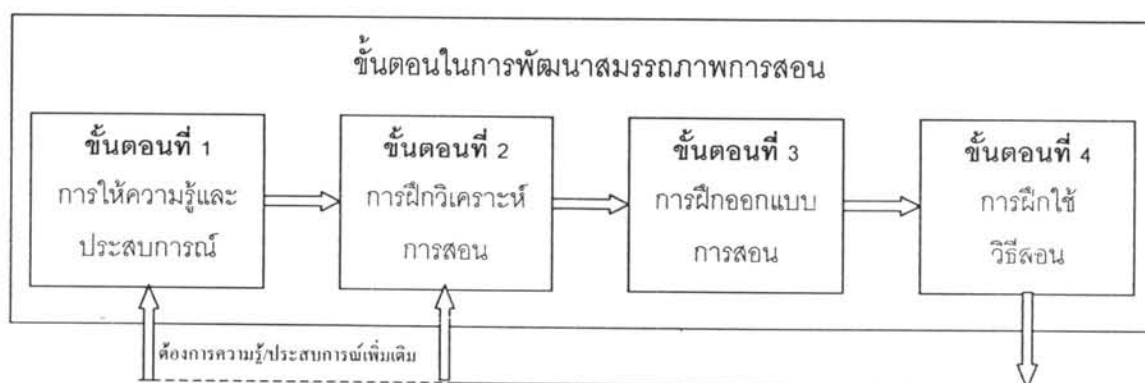 ขั้นตอนในการพัฒนาสมรรถภาพการสอน
ขั้นตอนที่ 1
การให้ความรู้และ
ประสบการณ์
ขั้นตอนที่ 2
การฝึกวิเคราะห์
การสอน
ขั้นตอนที่ 3
การฝึกออกแบบ
การสอน
ขั้นตอนที่ 4
การฝึกใช้
วิธีสอน
ต้องการความรู้/ประสบการณ์เพิ่มเติม